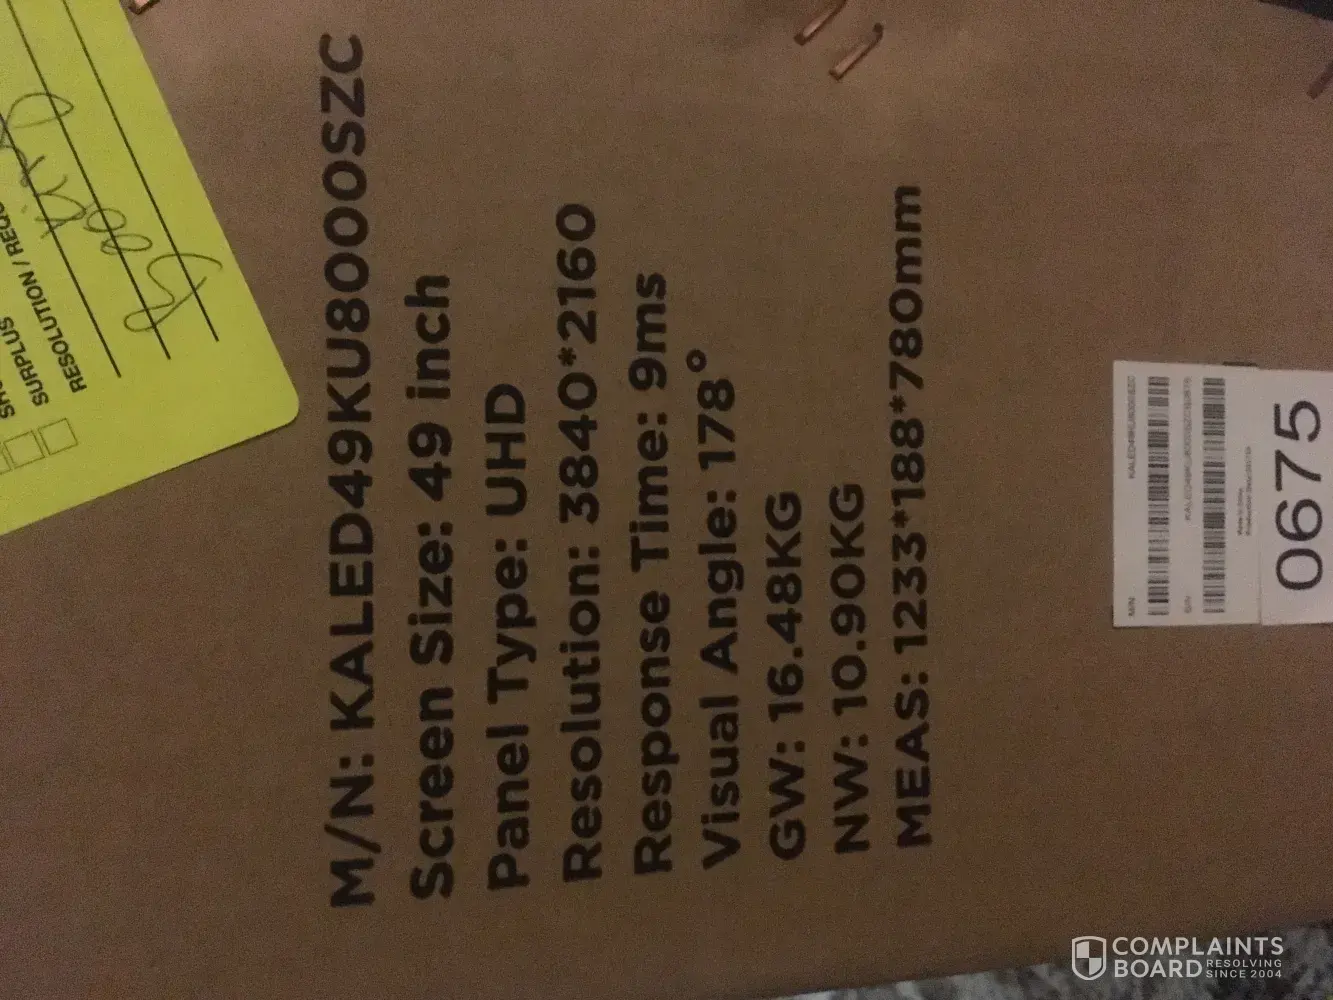 M/N: KALED49KU8000SZC
Screen Size: 49 inch
Panel Type: UHD
Resolution: 3840*2160
Response Time: 9ms
Visual Angle: 178°
GW: 16.48KG
NW: 10.90KG
MEAS: 1233*188*780mm
SURPLUS
RESOLUTION / REQU
M/N
S/N
0675
COMPLAINTS
BOARD RESOLVING
SINCE 2004